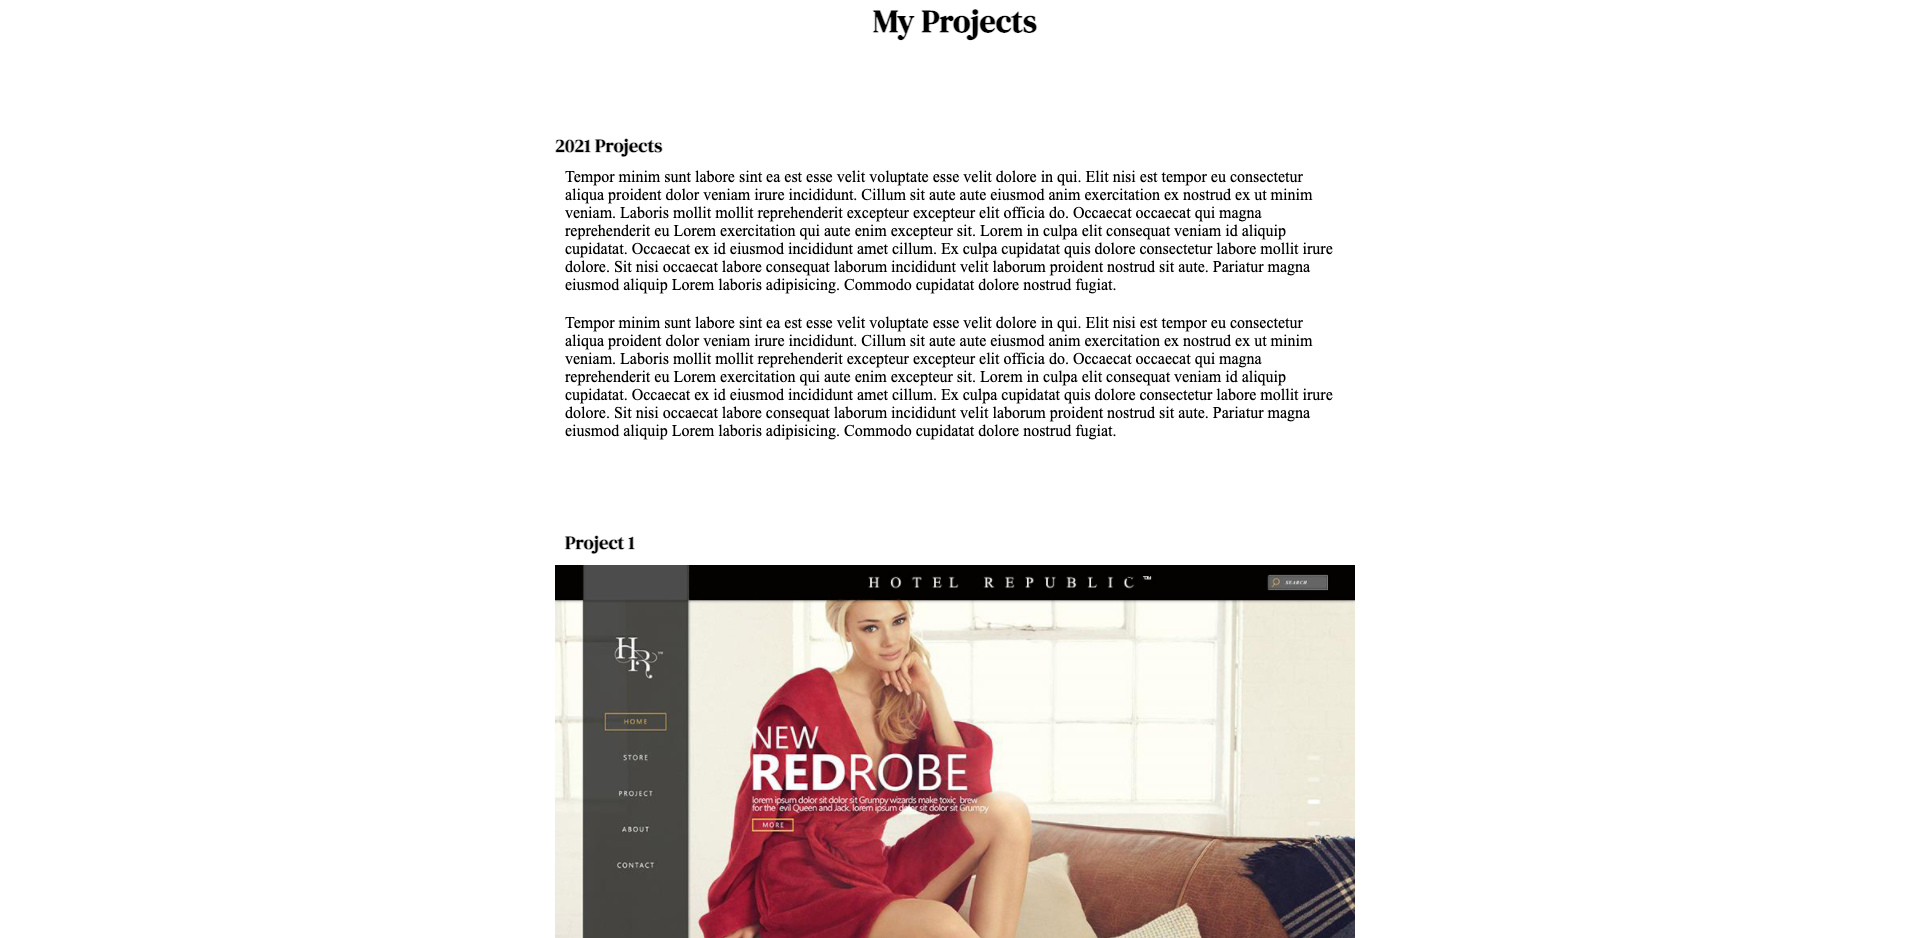 My Projects
2021 Projects
Tempor minim sunt labore sint ea est esse velit voluptate esse velit dolore in qui. Elit nisi est tempor eu consectetur
aliqua proident dolor veniam irure incididunt. Cillum sit aute aute eiusmod anim exercitation ex nostrud ex ut minim
veniam. Laboris mollit mollit reprehenderit excepteur excepteur elit officia do. Occaecat occaecat qui magna
reprehenderit eu Lorem exercitation qui aute enim excepteur sit. Lorem in culpa elit consequat veniam id aliquip
cupidatat. Occaecat ex id eiusmod incididunt amet cillum. Ex culpa cupidatat quis dolore consectetur labore mollit irure
dolore. Sit nisi occaecat labore consequat laborum incididunt velit laborum proident nostrud sit aute. Pariatur magna
eiusmod aliquip Lorem laboris adipisicing. Commodo cupidatat dolore nostrud fugiat.
Tempor minim sunt labore sint ea est esse velit voluptate esse velit dolore in qui. Elit nisi est tempor eu consectetur
aliqua proident dolor veniam irure incididunt. Cillum sit aute aute eiusmod anim exercitation ex nostrud ex ut minim
veniam. Laboris mollit mollit reprehenderit excepteur excepteur elit officia do. Occaecat occaecat qui magna
reprehenderit eu Lorem exercitation qui aute enim excepteur sit. Lorem in culpa elit consequat veniam id aliquip
cupidatat. Occaecat ex id eiusmod incididunt amet cillum. Ex culpa cupidatat quis dolore consectetur labore mollit irure
dolore. Sit nisi occaecat labore consequat laborum incididunt velit laborum proident nostrud sit aute. Pariatur magna
eiusmod aliquip Lorem laboris adipisicing. Commodo cupidatat dolore nostrud fugiat.
Project 1
HOTEL REPUBLIC™
SEARCH
HR™
HOME
STORE
PROJECT
ABOUT
CONTACT
NEW
REDROBE
lorem ipsum dolor sit dolor sit Grumpy wizards make toxic brew
for the evil Queen and Jack. lorem ipsum dolor sit dolor sit Grumpy
MORE